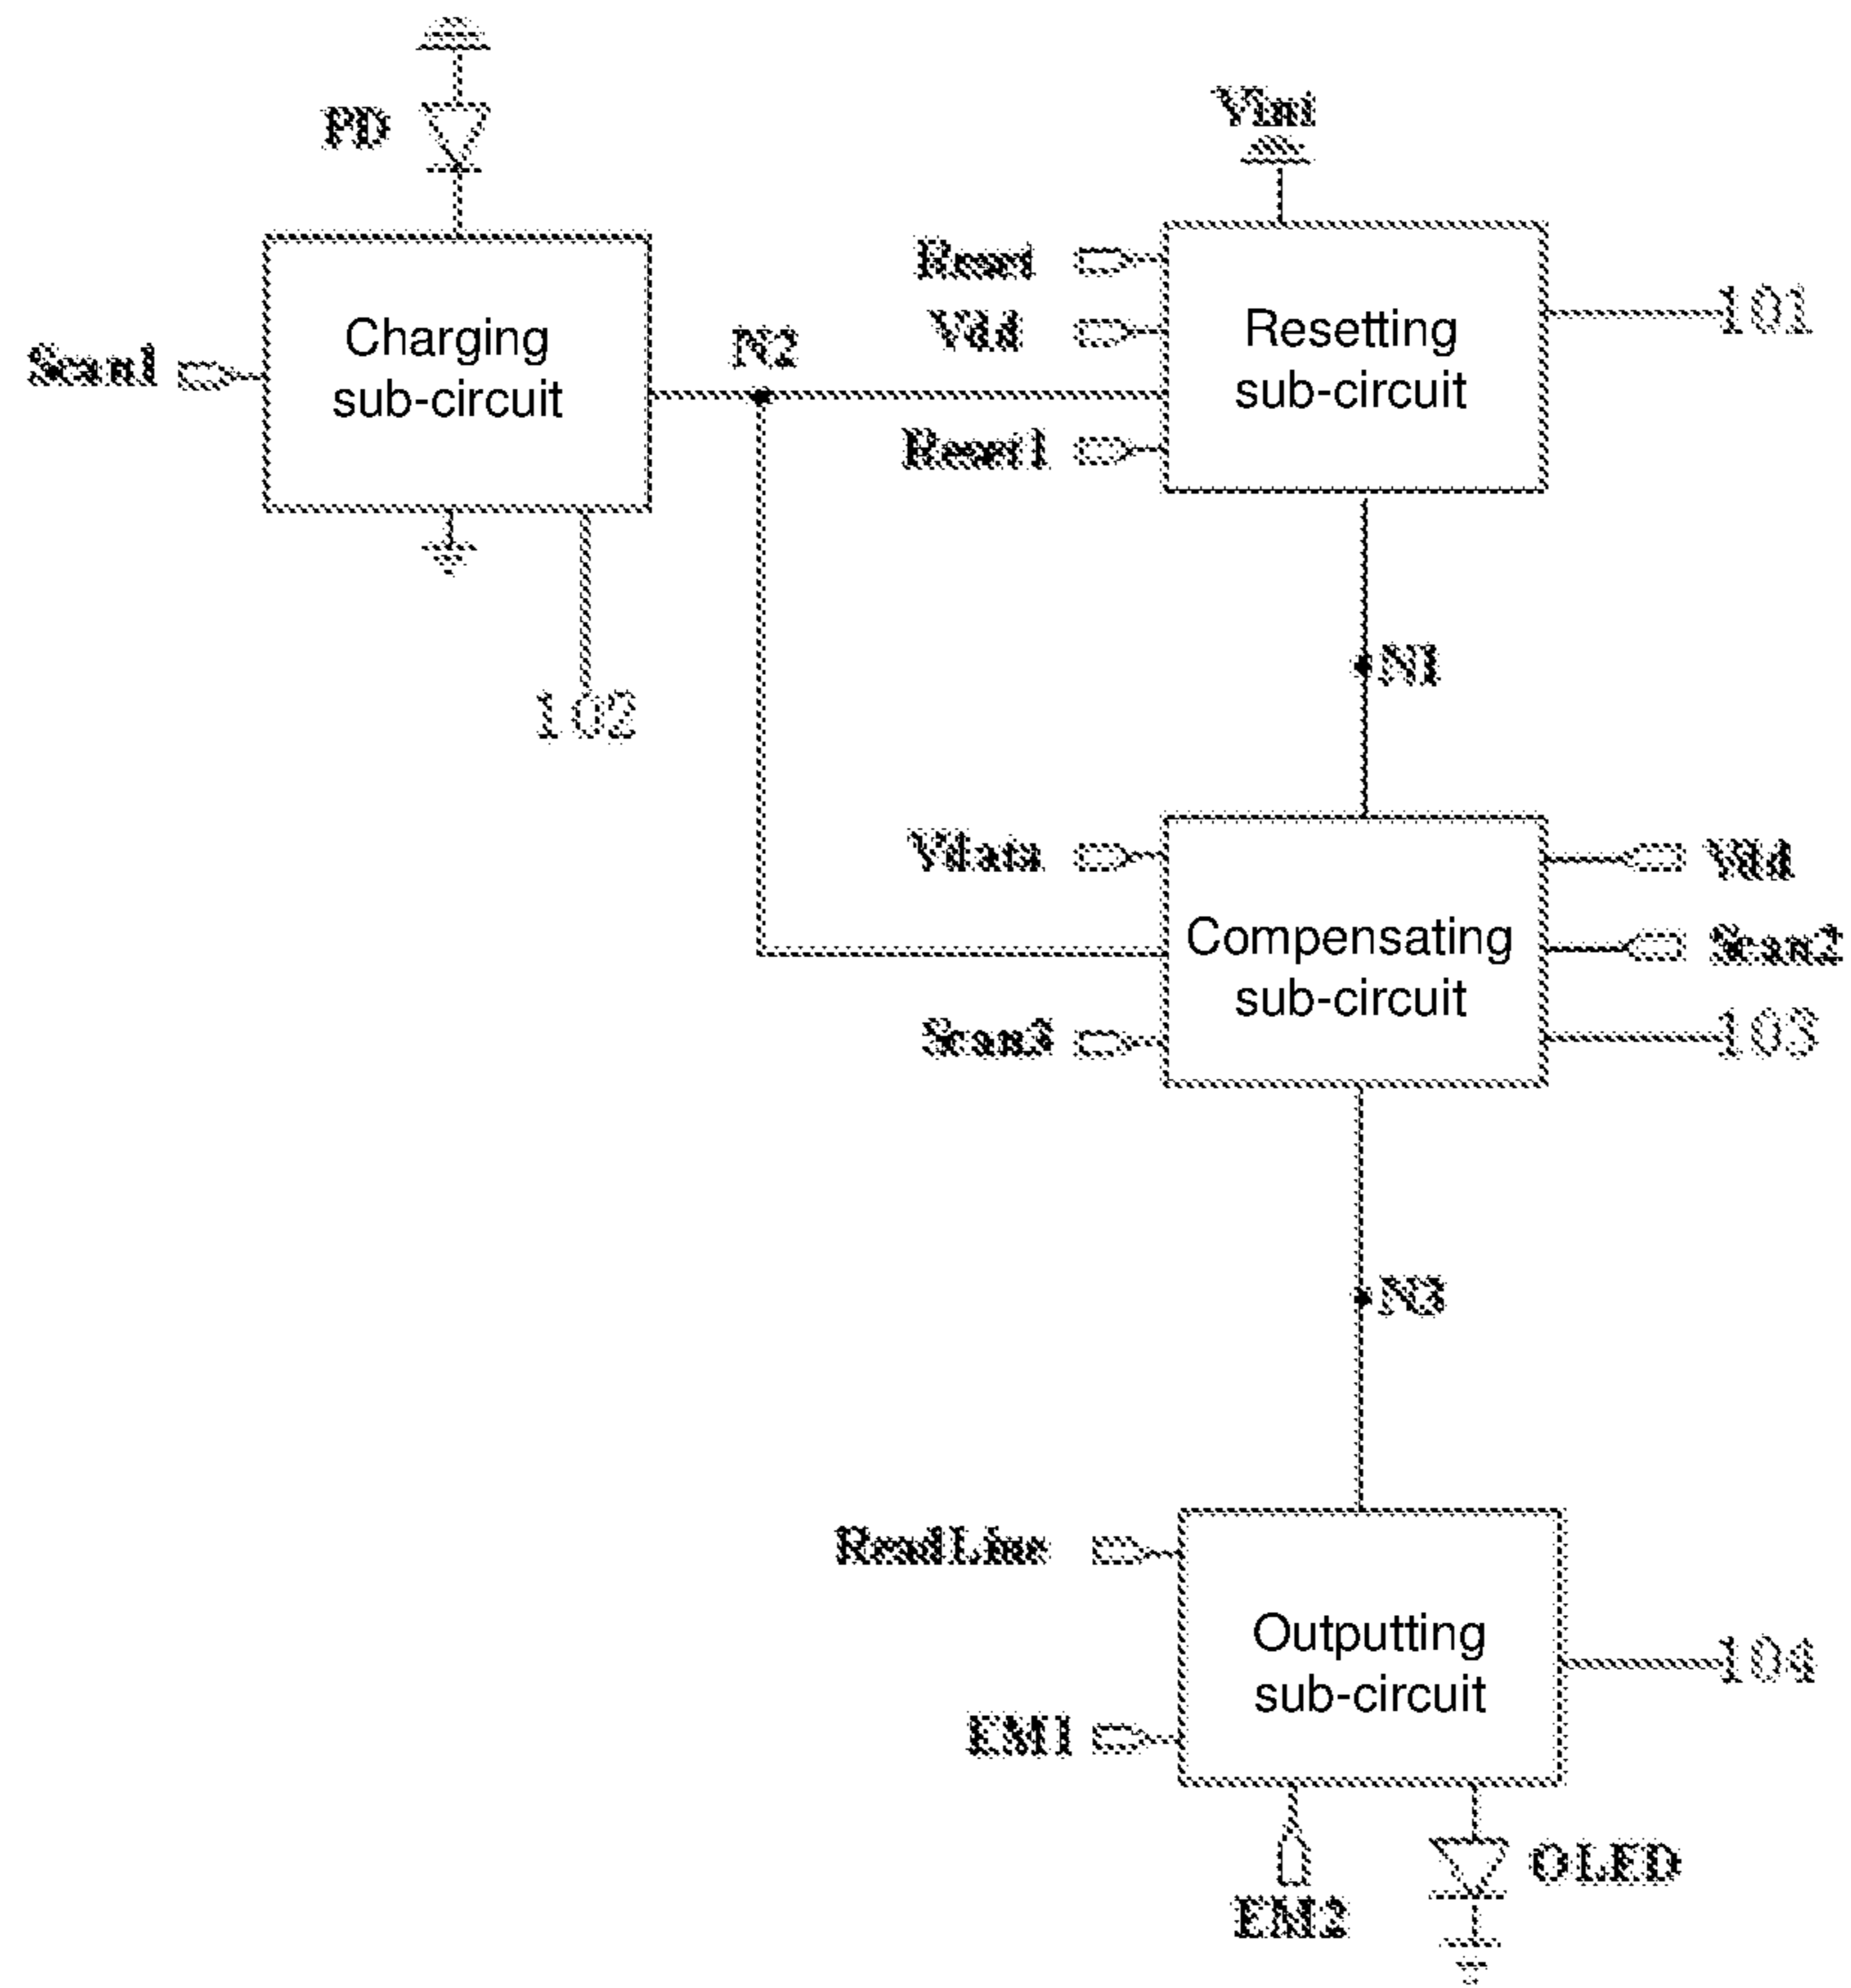 PD
Vini
Reset
Vdd
Reset1
Resetting
sub-circuit
101
Scan1
Charging
sub-circuit
N2
102
N1
Vdata
Vdd
Scan2
Compensating
sub-circuit
Scan3
103
N3
ReadLine
Outputting
sub-circuit
104
EM1
EM2
OLED